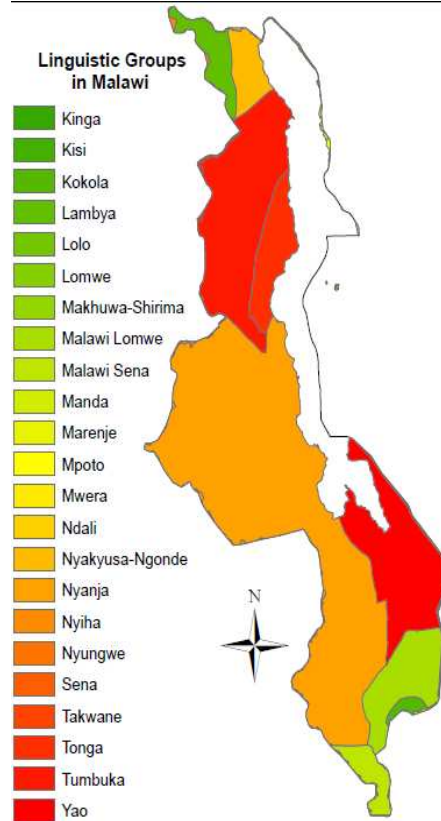 Linguistic Groups
in Malawi
Kinga
Kisi
Kokola
Lambya
Lolo
Lomwe
Makhuwa-Shirima
Malawi Lomwe
Malawi Sena
Manda
Marenje
Mpoto
Mwera
Ndali
Nyakyusa-Ngonde
Nyanja
Nyiha
Nyungwe
Sena
Takwane
Tonga
Tumbuka
Yao
N